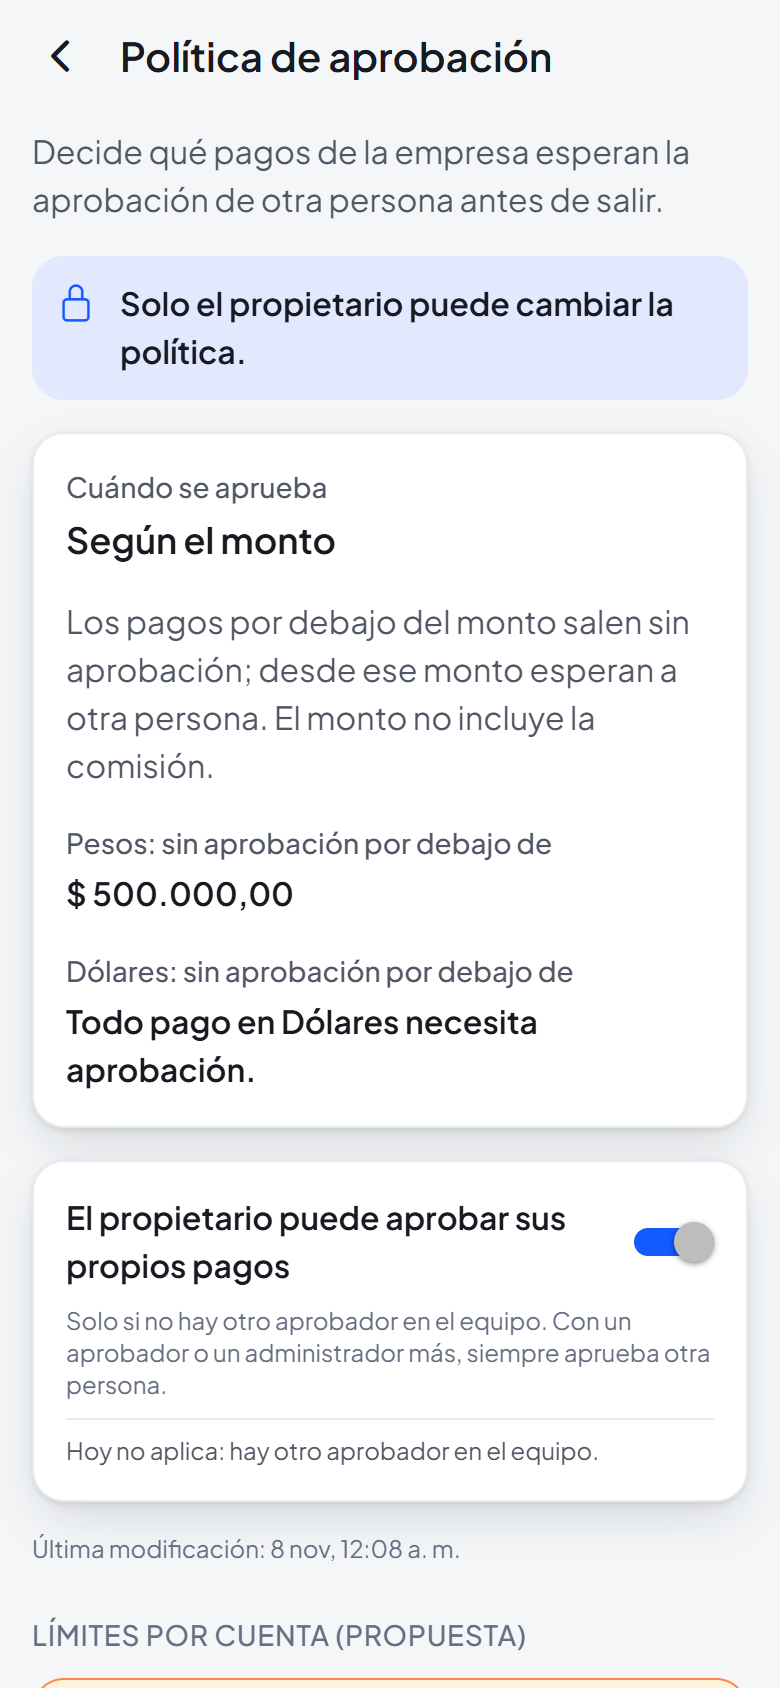 Política de aprobación
Decide qué pagos de la empresa esperan la
aprobación de otra persona antes de salir.
Solo el propietario puede cambiar la
política.
Cuándo se aprueba
Según el monto
Los pagos por debajo del monto salen sin
aprobación; desde ese monto esperan a
otra persona. El monto no incluye la
comisión.
Pesos: sin aprobación por debajo de
$ 500.000,00
Dólares: sin aprobación por debajo de
Todo pago en Dólares necesita
aprobación.
El propietario puede aprobar sus
propios pagos
Solo si no hay otro aprobador en el equipo. Con un
aprobador o un administrador más, siempre aprueba otra
persona.
Hoy no aplica: hay otro aprobador en el equipo.
Última modificación: 8 nov, 12:08 a. m.
LÍMITES POR CUENTA (PROPUESTA)